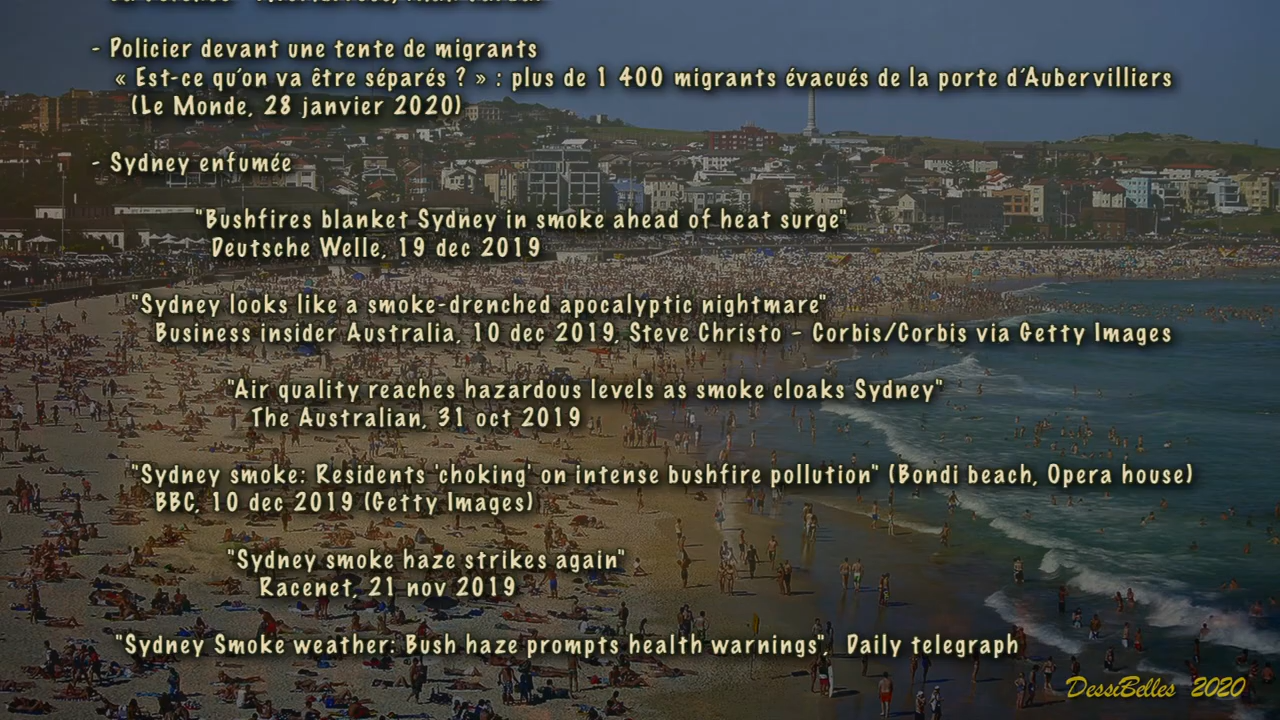 - Policier devant une tente de migrants
« Est-ce qu'on va être séparés ? » : plus de 1 400 migrants évacués de la porte d'Aubervilliers
(Le Monde, 28 janvier 2020)
- Sydney enfumée
"Bushfires blanket Sydney in smoke ahead of heat surge"
Deutsche Welle, 19 dec 2019
"Sydney looks like a smoke-drenched apocalyptic nightmare"
Business insider Australia, 10 dec 2019, Steve Christo - Corbis/Corbis via Getty Images
"Air quality reaches hazardous levels as smoke cloaks Sydney"
The Australian, 31 oct 2019
"Sydney smoke: Residents 'choking' on intense bushfire pollution" (Bondi beach, Opera house)
BBC, 10 dec 2019 (Getty Images)
"Sydney smoke haze strikes again"
Racenet, 21 nov 2019
"Sydney Smoke weather: Bush haze prompts health warnings", Daily telegraph
DessiBelles 2020